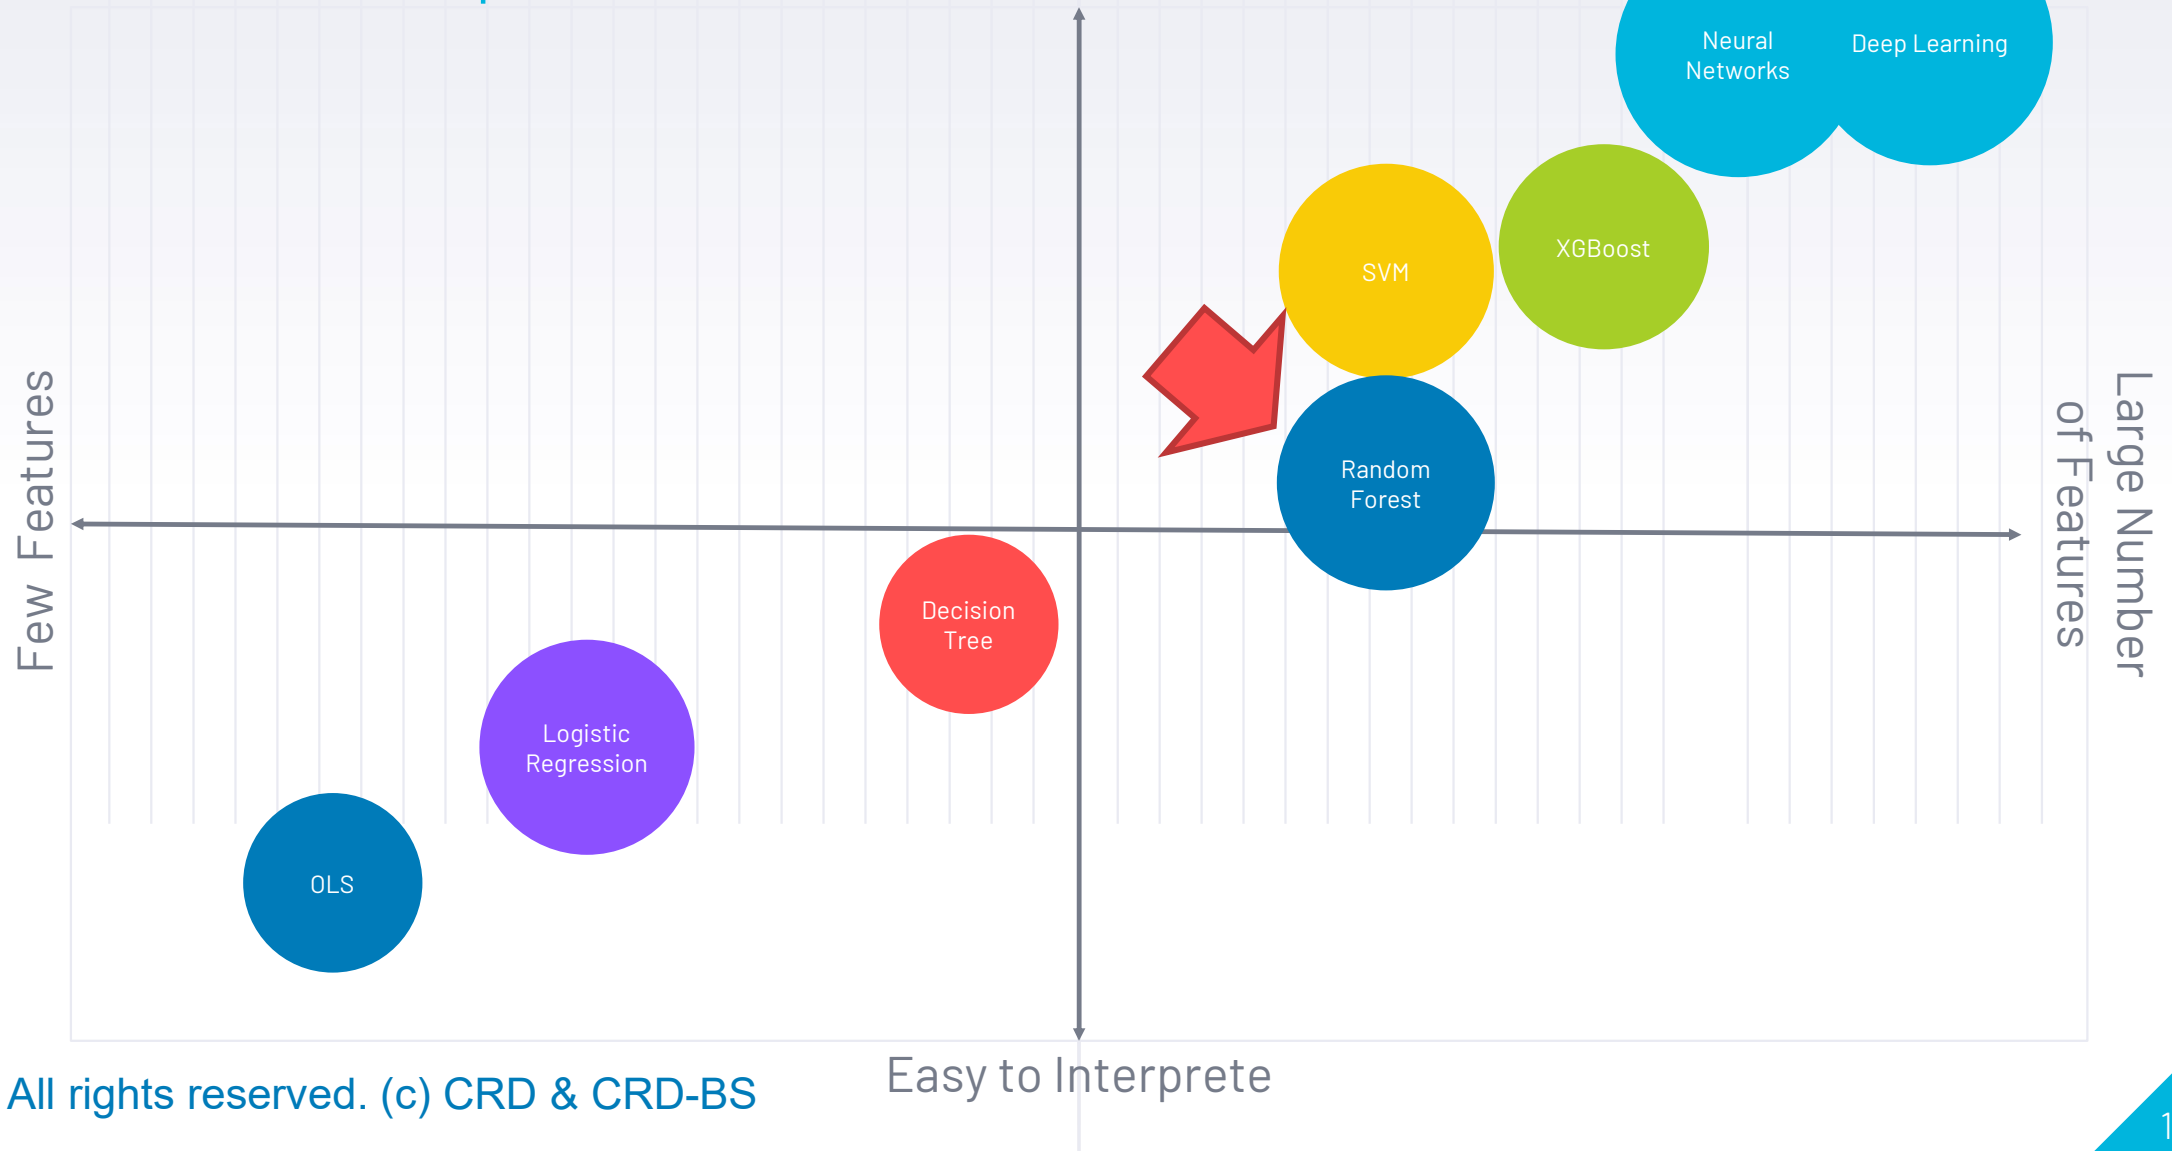 Neural
Networks
Deep Learning
SVM
XGBoost
Random
Forest
Few Features
Large Number
of Features
Decision
Tree
Logistic
Regression
OLS
Easy to Interprete
All rights reserved. (c) CRD & CRD-BS
1